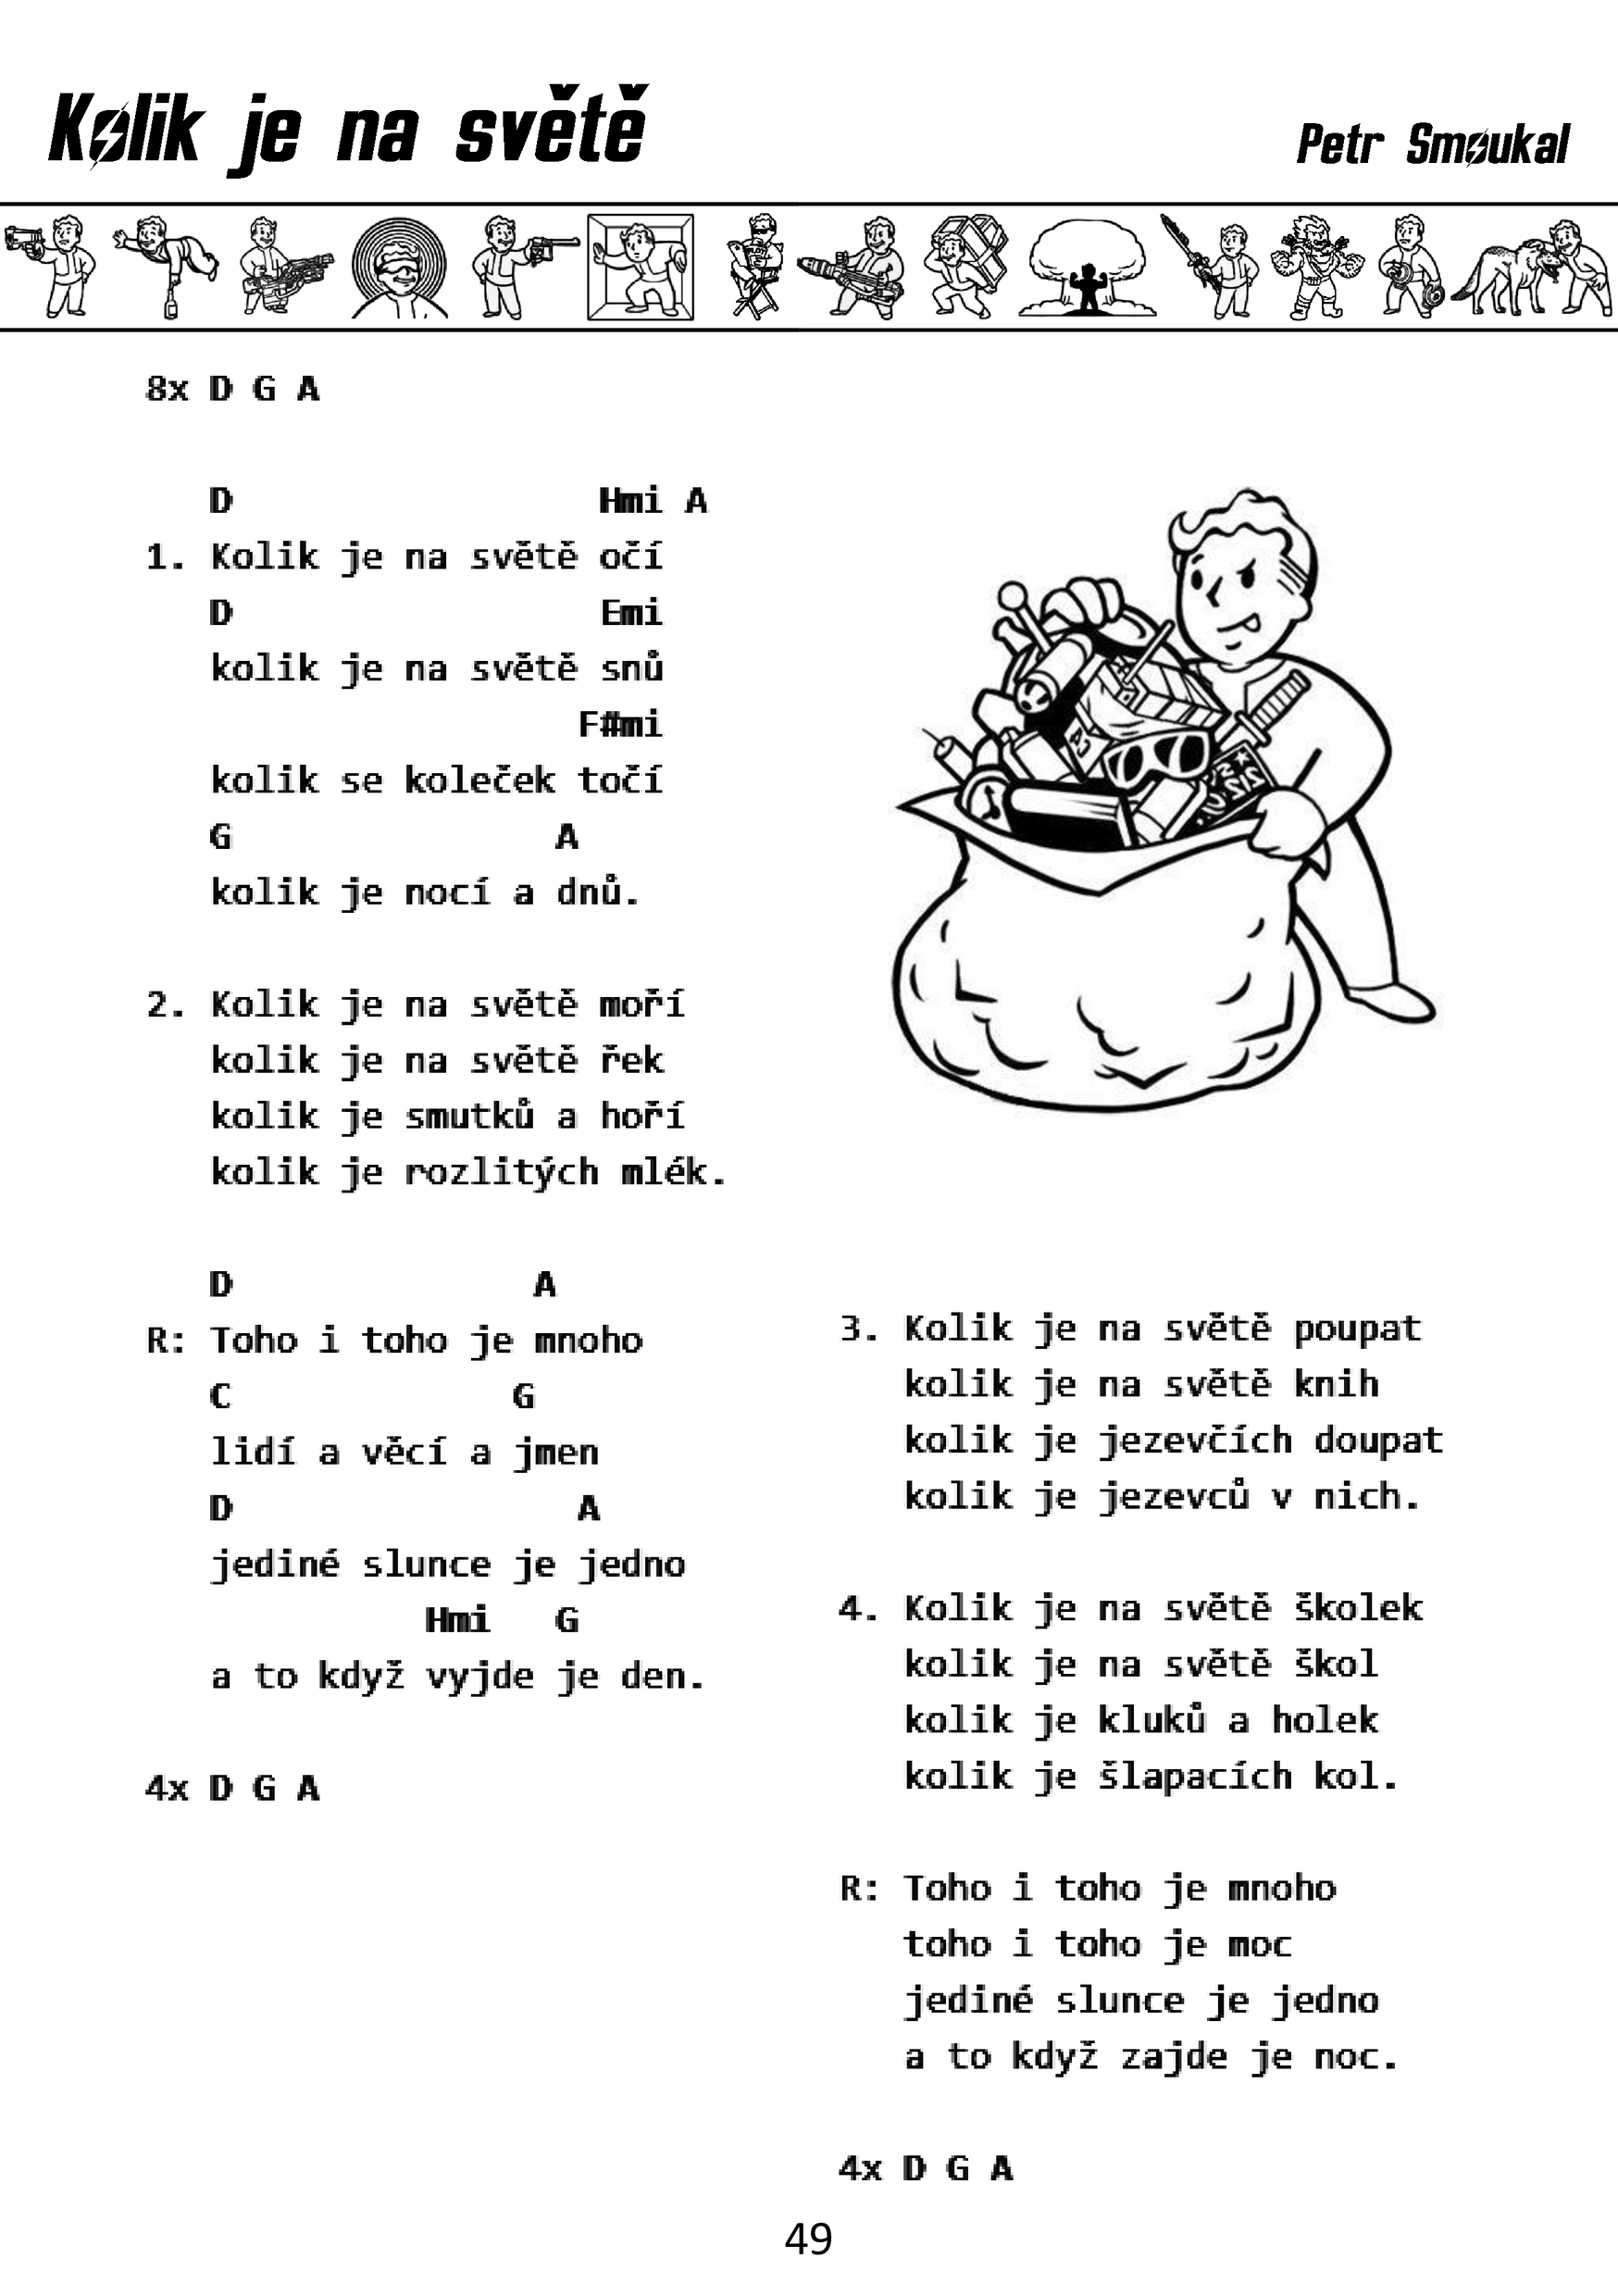 Kolik je na světě
Petr Smoukal
8x D G A
D Hmi A
1. Kolik je na světě očí
D Emi
kolik je na světě snů
F#mi
kolik se koleček točí
G A
kolik je nocí a dnů.
2. Kolik je na světě moří
kolik je na světě řek
kolik je smutků a hoří
kolik je rozlitých mlék.
D A
R: Toho i toho je mnoho
C G
lidí a věcí a jmen
D A
jediné slunce je jedno
Hmi G
a to když vyjde je den.
4x D G A
3. Kolik je na světě poupat
kolik je na světě knih
kolik je jezevčích doupat
kolik je jezevců v nich.
4. Kolik je na světě školek
kolik je na světě škol
kolik je kluků a holek
kolik je šlapacích kol.
R: Toho i toho je mnoho
toho i toho je moc
jediné slunce je jedno
a to když zajde je noc.
4x D G A
49